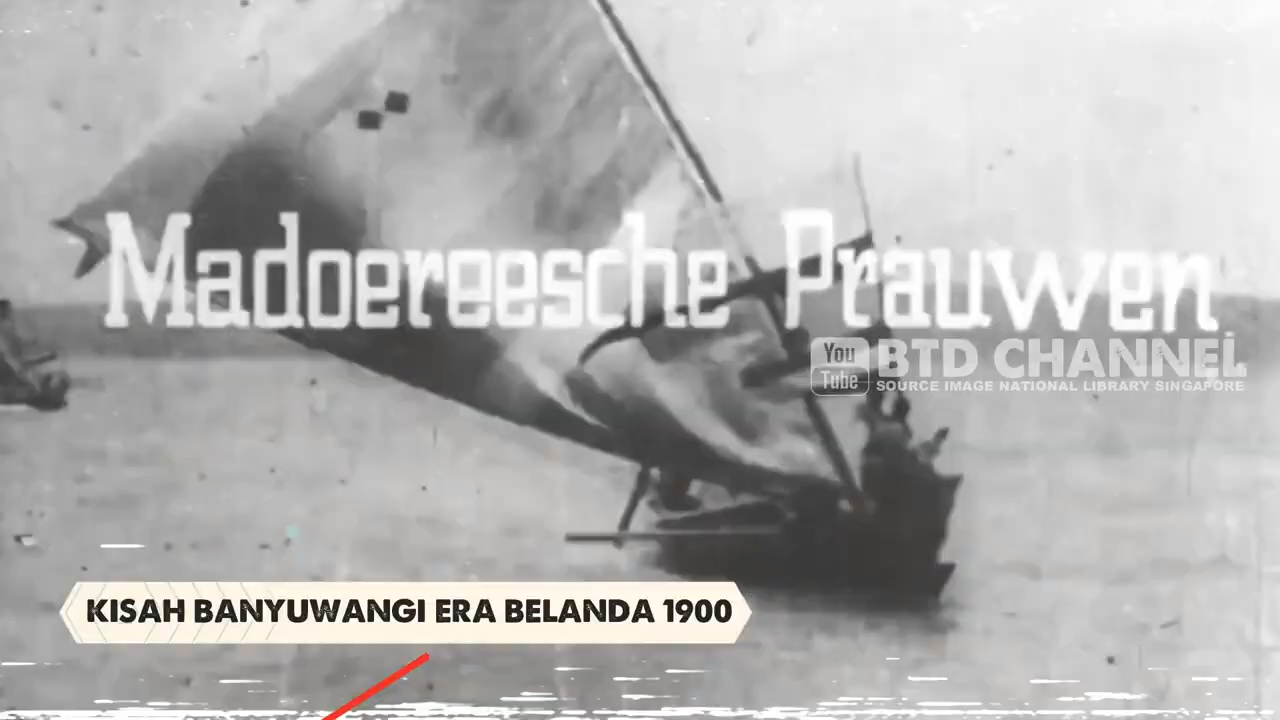 Madoereesche Prauwen
You
Tube
BTD CHANNEL
SOURCE IMAGE NATIONAL LIBRARY SINGAPORE
KISAH BANYUWANGI ERA BELANDA 1900